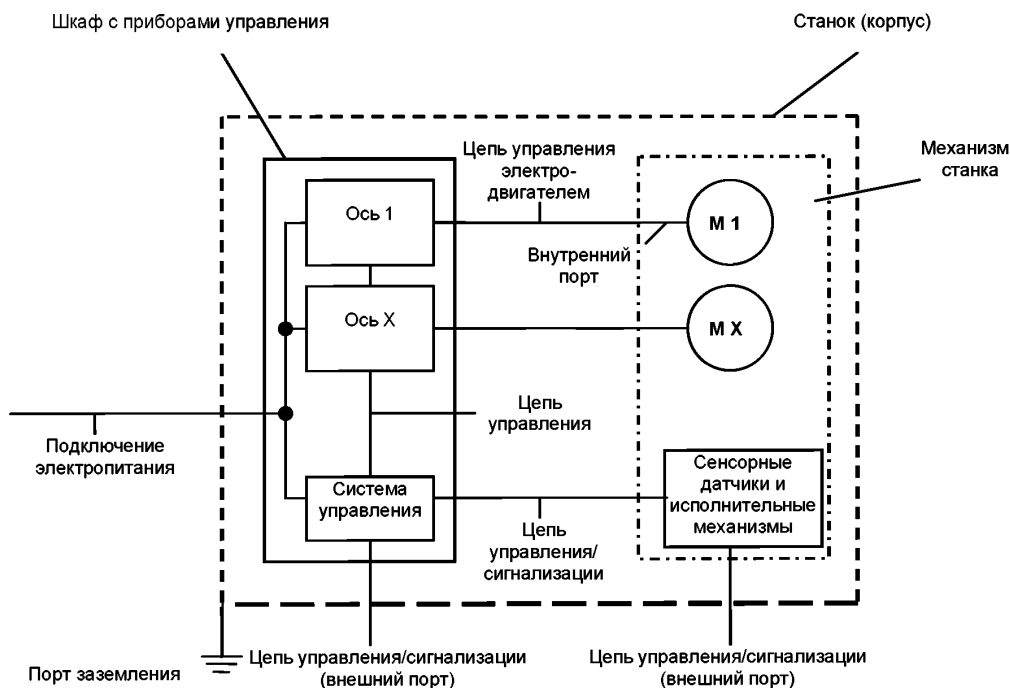 Шкаф с приборами управления
Станок (корпус)
Цепь управления
электро-
двигателем
Механизм
станка
Ось 1
М 1
Внутренний
порт
Ось X
М X
Цепь
управления
Подключение
электропитания
Система
управления
Сенсорные
датчики и
исполнительные
механизмы
Цепь
управления/
сигнализации
Порт заземления
Цепь управления/сигнализации
(внешний порт)
Цепь управления/сигнализации
(внешний порт)